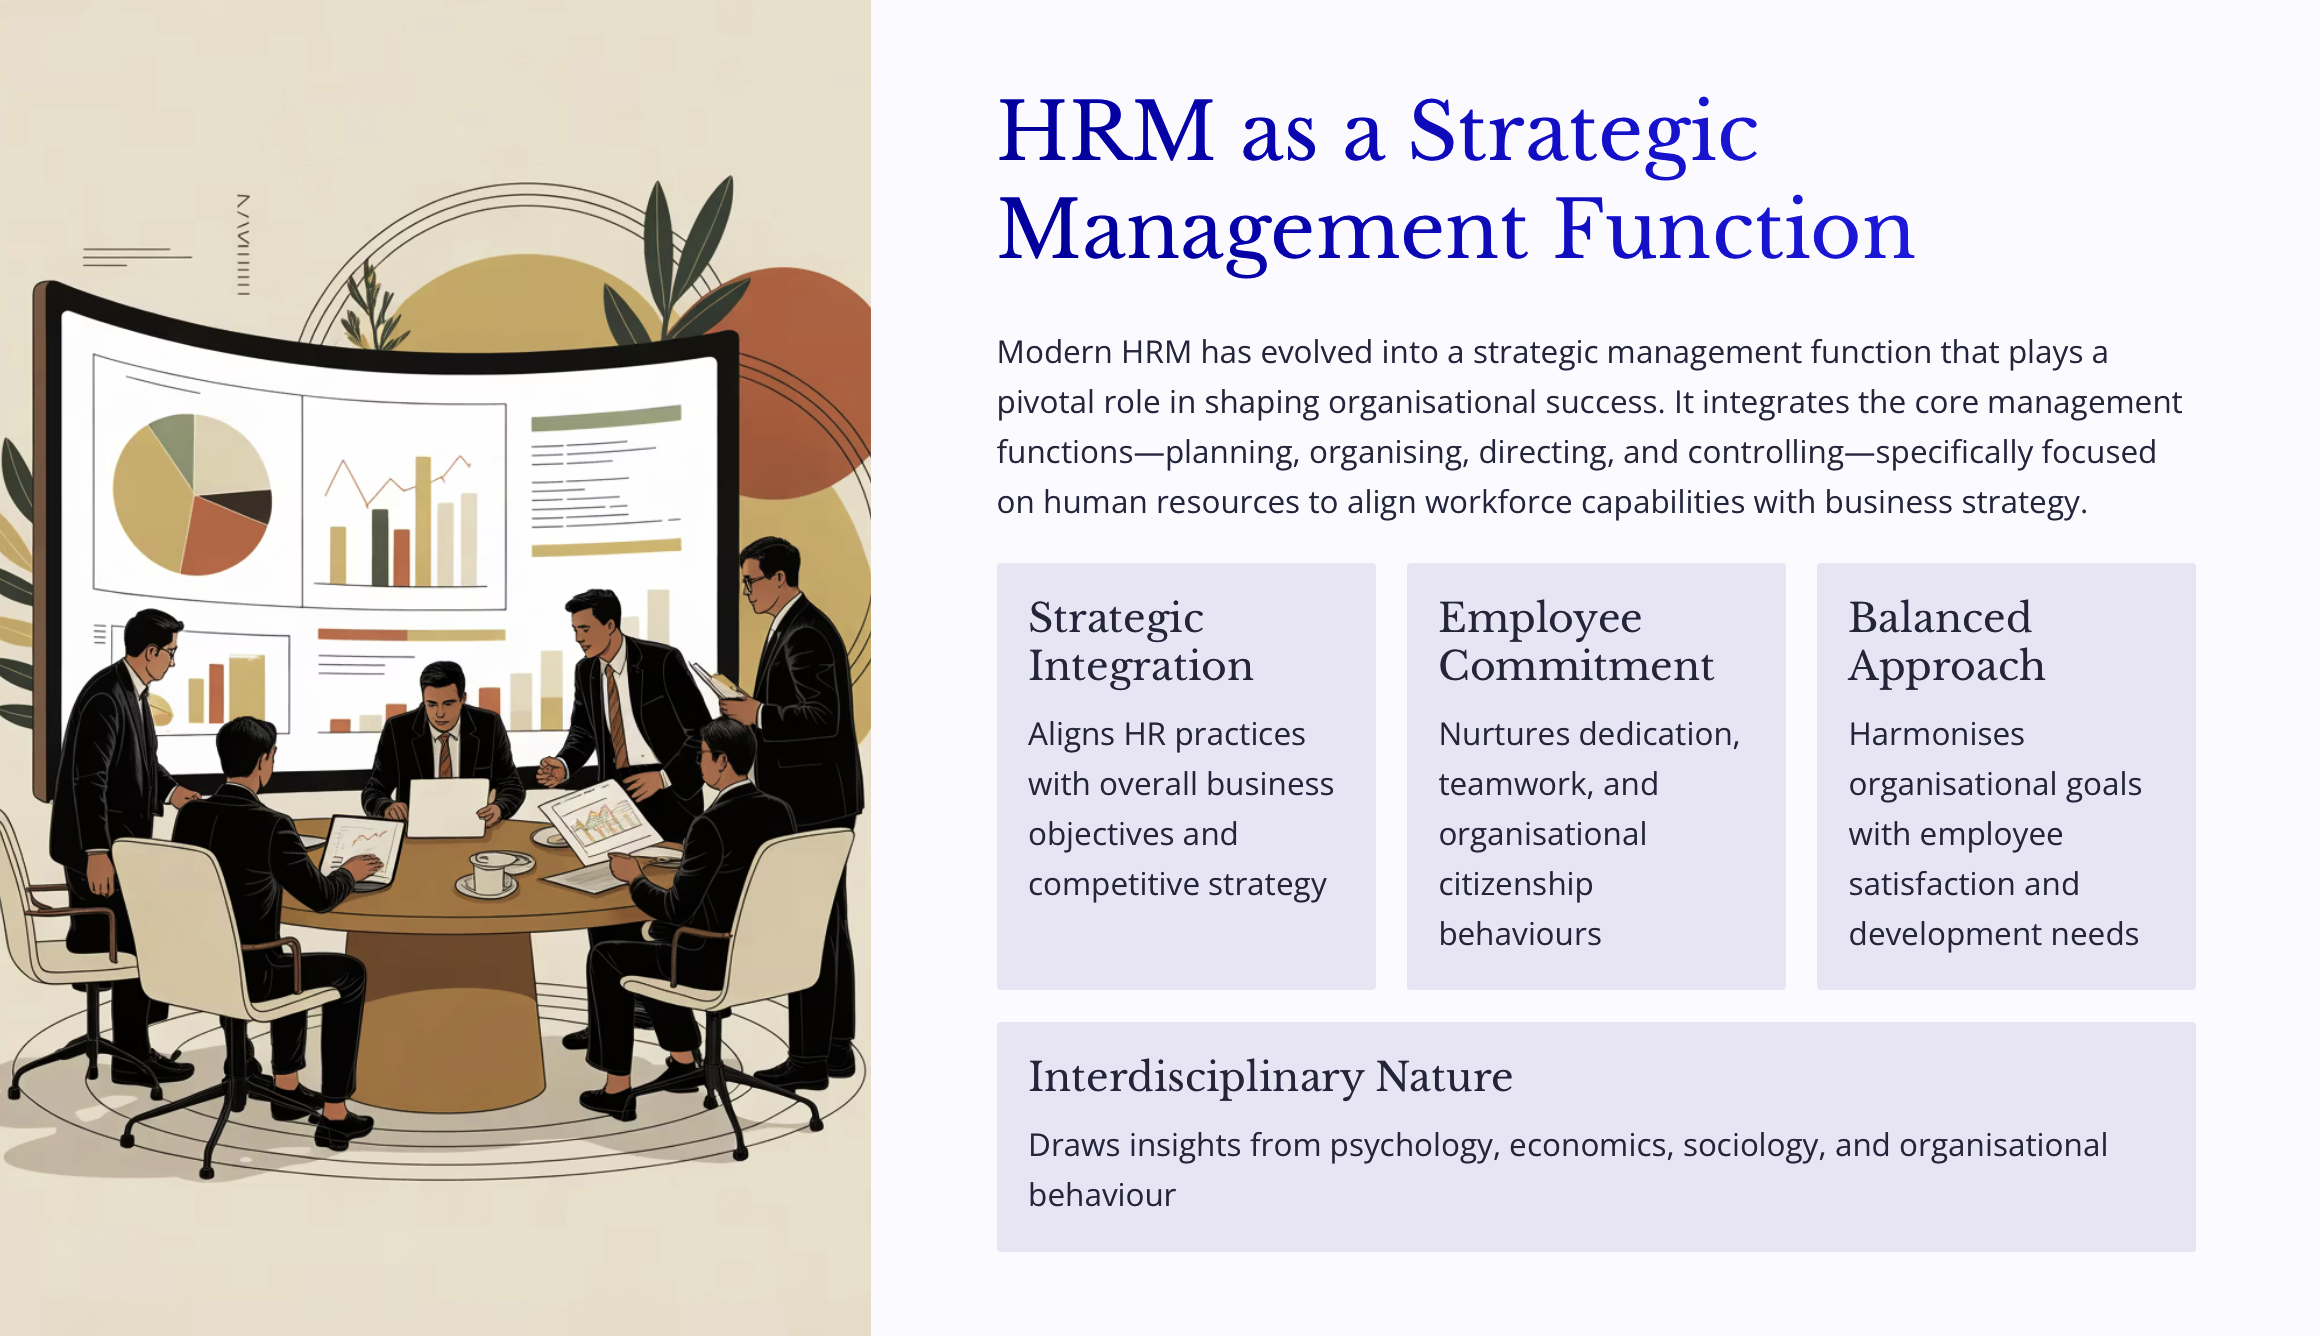 HRM as a Strategic
Management Function
Modern HRM has evolved into a strategic management function that plays a
pivotal role in shaping organisational success. It integrates the core management
functions—planning, organising, directing, and controlling—specifically focused
on human resources to align workforce capabilities with business strategy.
Strategic
Integration
Aligns HR practices
with overall business
objectives and
competitive strategy
Employee
Commitment
Nurtures dedication,
teamwork, and
organisational
citizenship
behaviours
Balanced
Approach
Harmonises
organisational goals
with employee
satisfaction and
development needs
Interdisciplinary Nature
Draws insights from psychology, economics, sociology, and organisational
behaviour